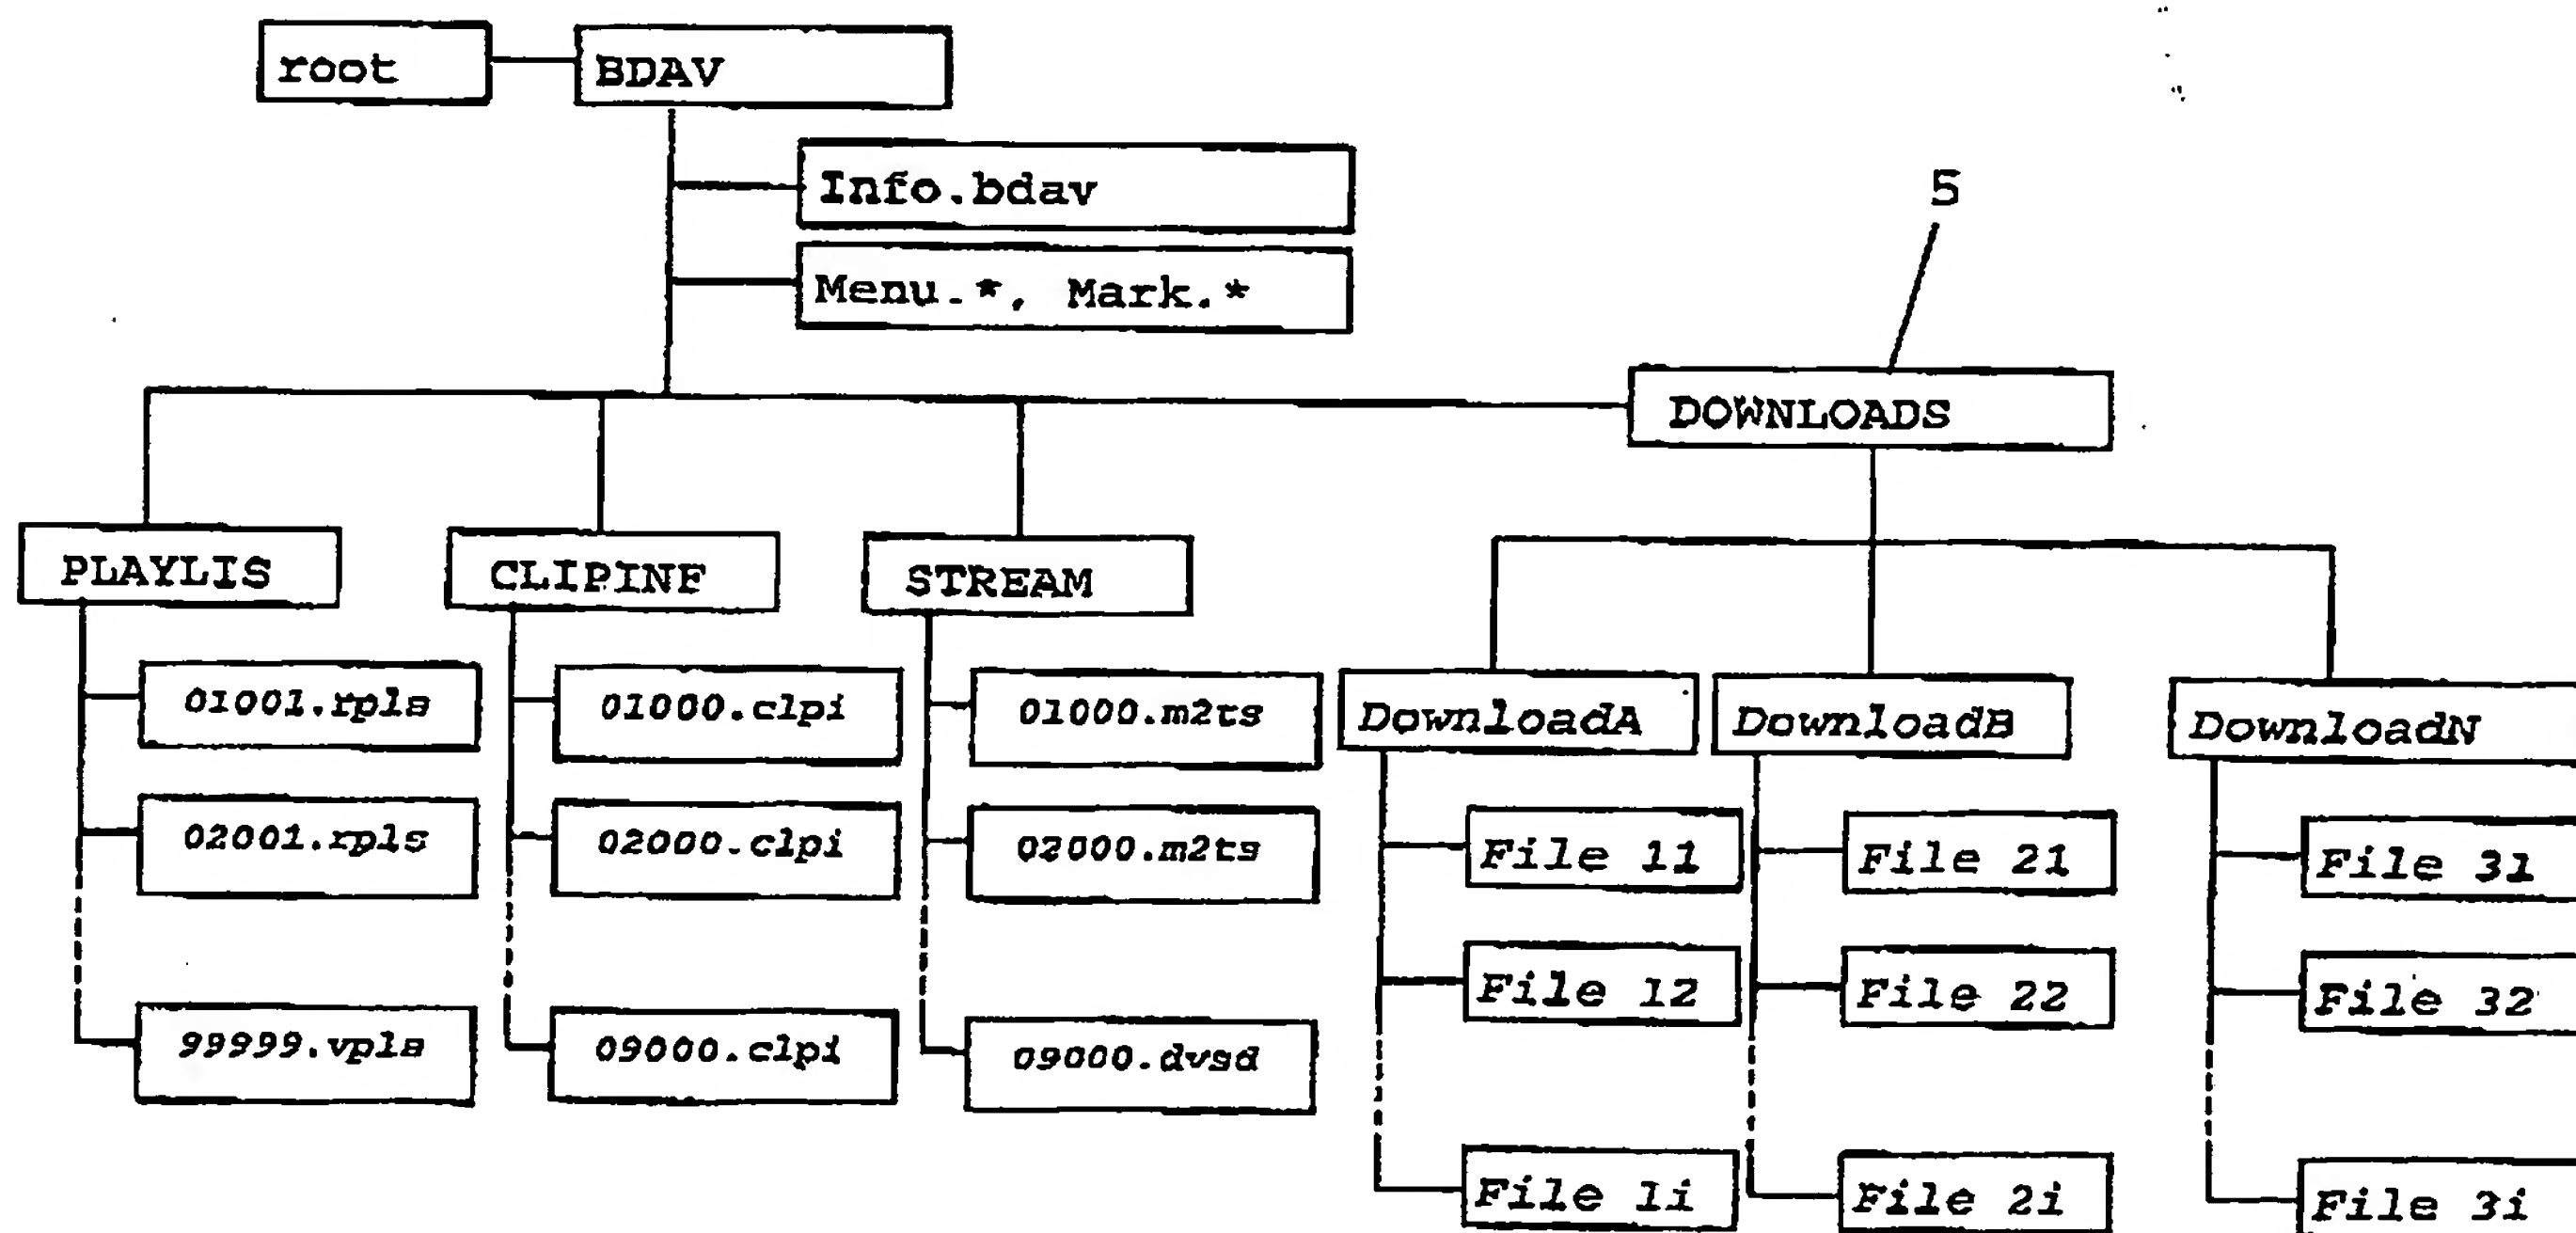 root
BDAV
Info.bdav
Menu.*, Mark.*
5
DOWNLOADS
PLAYLIS
CLIPINF
STREAM
01001.rpls
01000.clpi
01000.m2ts
DownloadA
DownloadB
DownloadN
02001.rpls
02000.clpi
02000.m2ts
File 11
File 21
File 31
File 12
File 22
File 32
99999.vpls
09000.clpi
09000.dvsd
File 1i
File 2i
File 3i